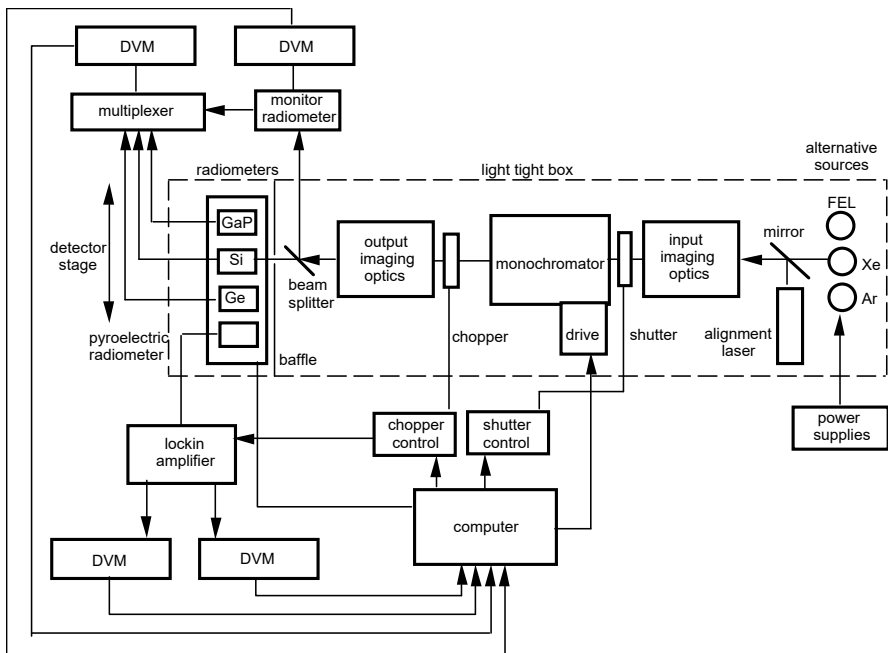 DVM
DVM
multiplexer
monitor
radiometer
alternative
sources
radiometers
light tight box
FEL
GaP
mirror
detector
stage
Si
output
imaging
optics
monochromator
input
imaging
optics
Xe
beam
splitter
Ge
Ar
pyroelectric
radiometer
chopper
drive
shutter
alignment
laser
baffle
chopper
control
shutter
control
power
supplies
lockin
amplifier
computer
DVM
DVM